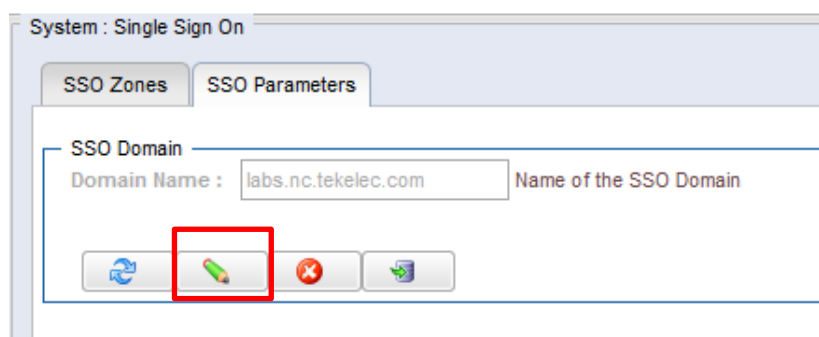 System : Single Sign On
SSO Zones SSO Parameters
SSO Domain
Domain Name : labs.nc.tekelec.com Name of the SSO Domain